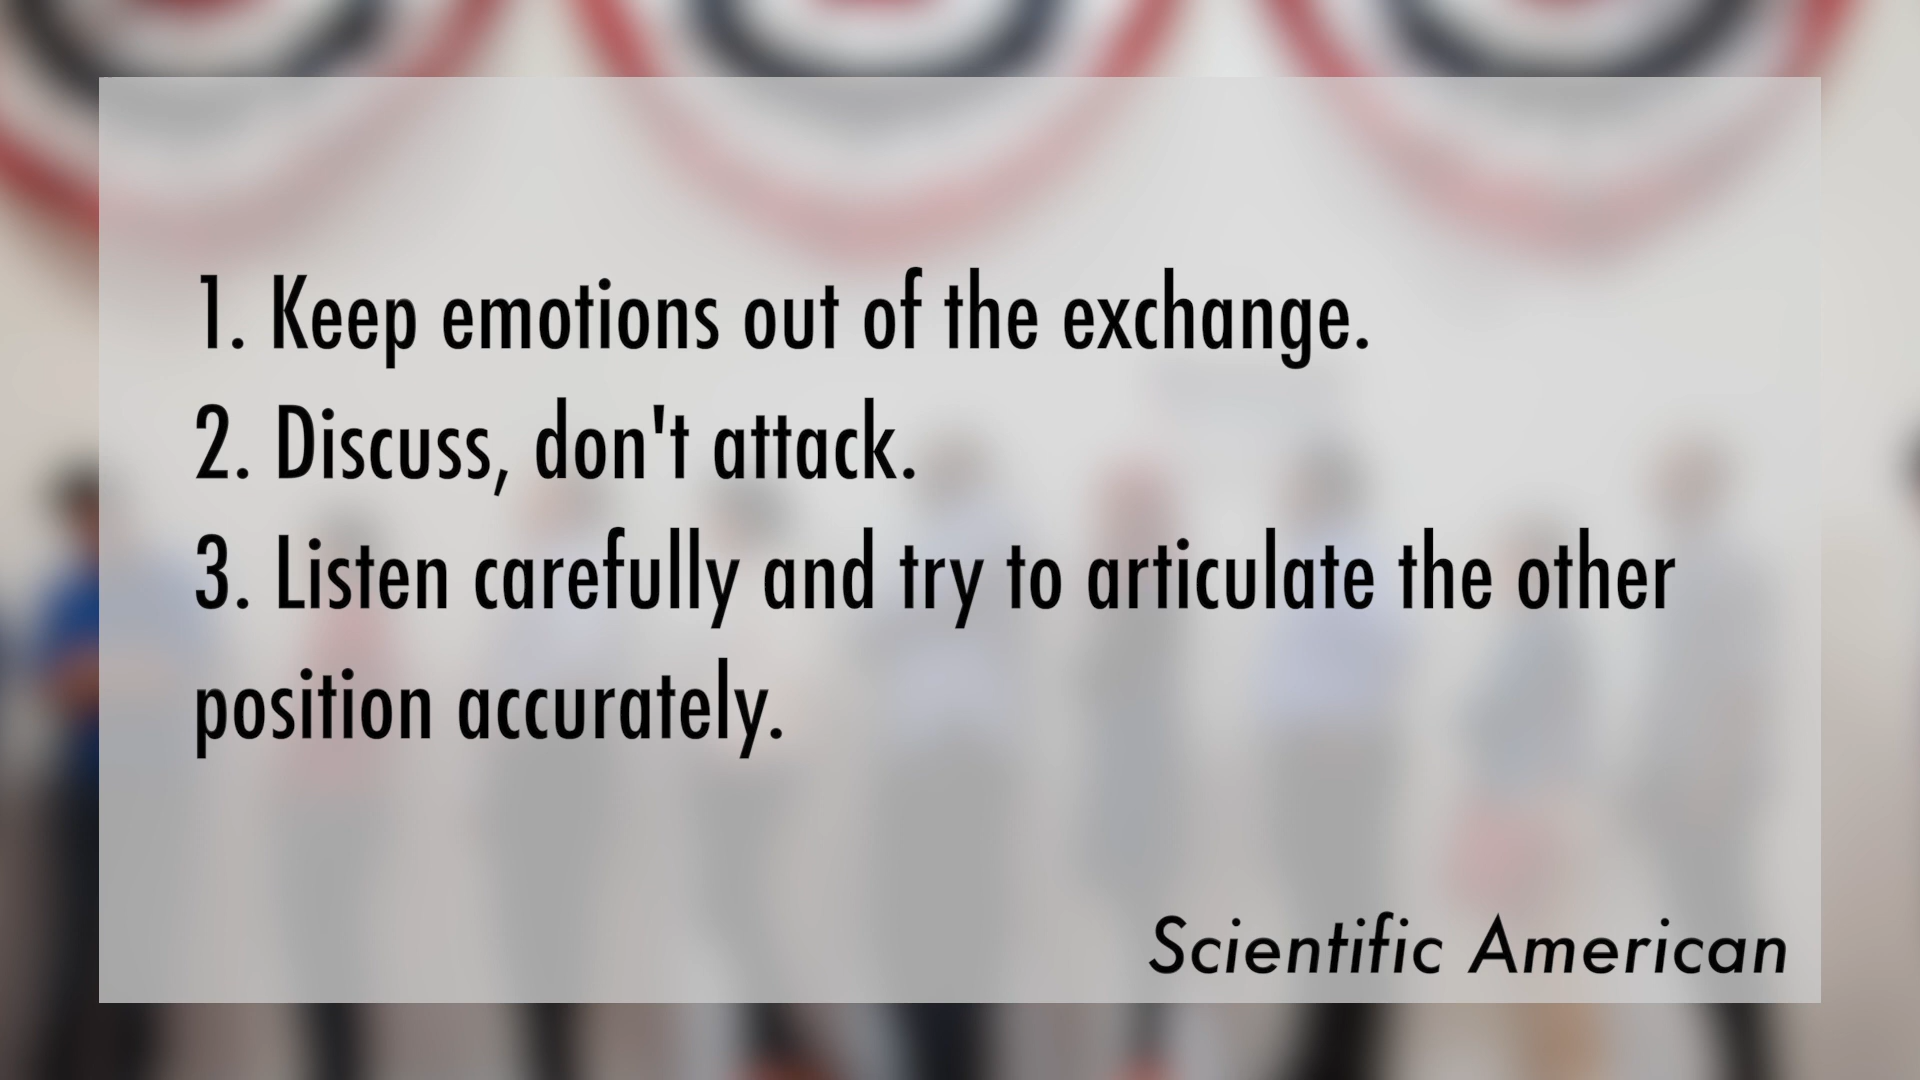 1. Keep emotions out of the exchange.
2. Discuss, don't attack.
3. Listen carefully and try to articulate the other
position accurately.
Scientific American